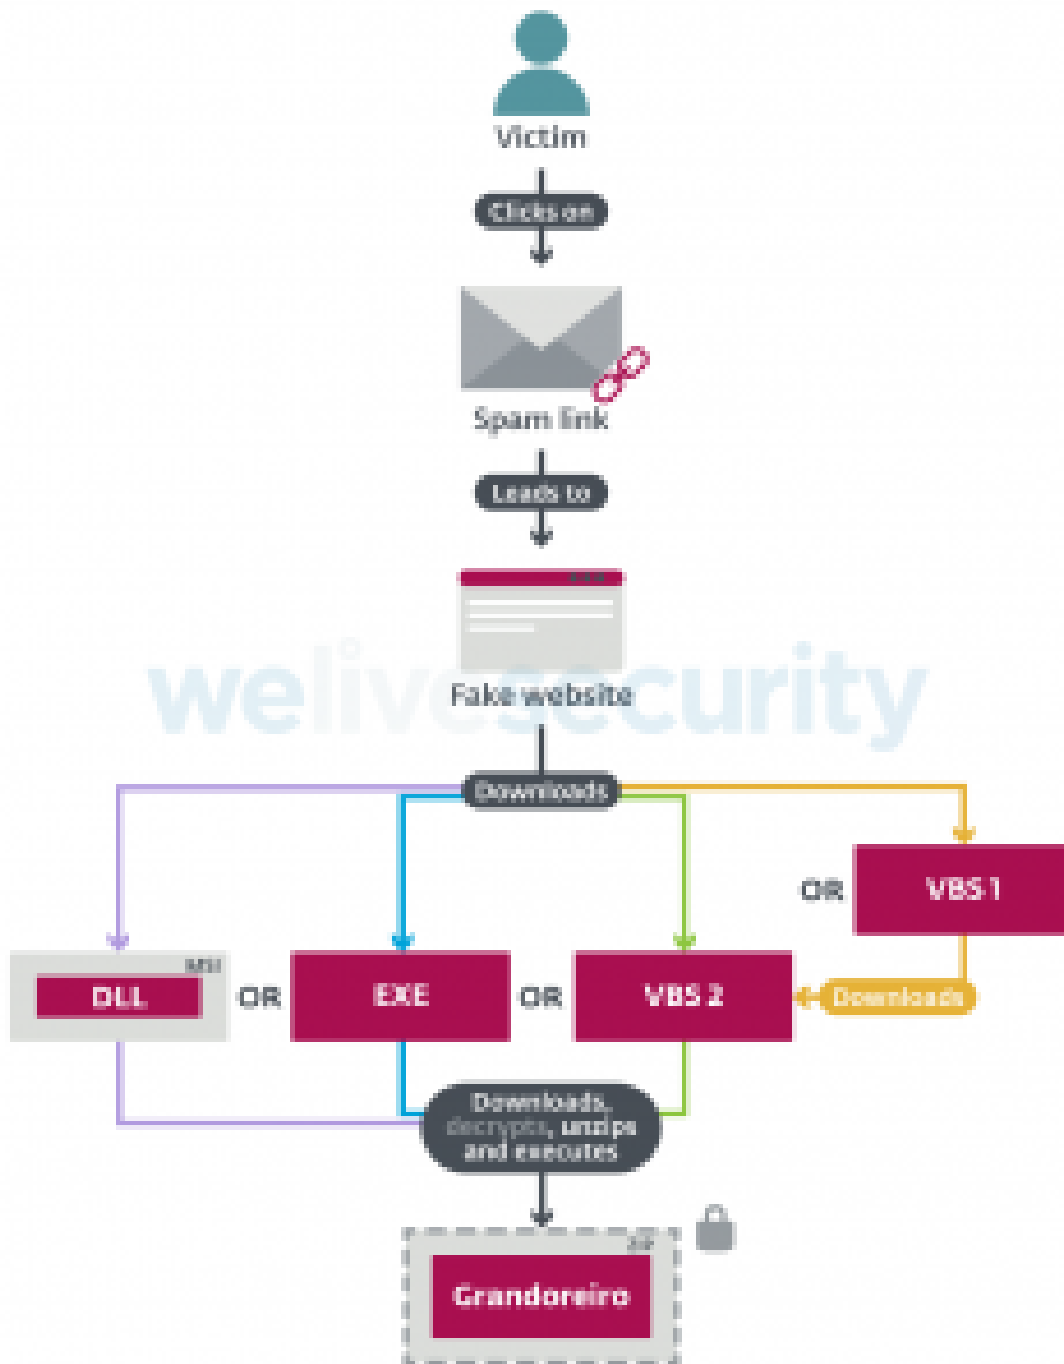 Victim
Clicks on
Spam link
Leads to
Fake website
welivesecurity
Downloads
OR
VBS 1
MSI
DLL
OR
EXE
OR
VBS 2
Downloads
Downloads,
decrypts, unzips
and executes
ZIP
Grandoreiro